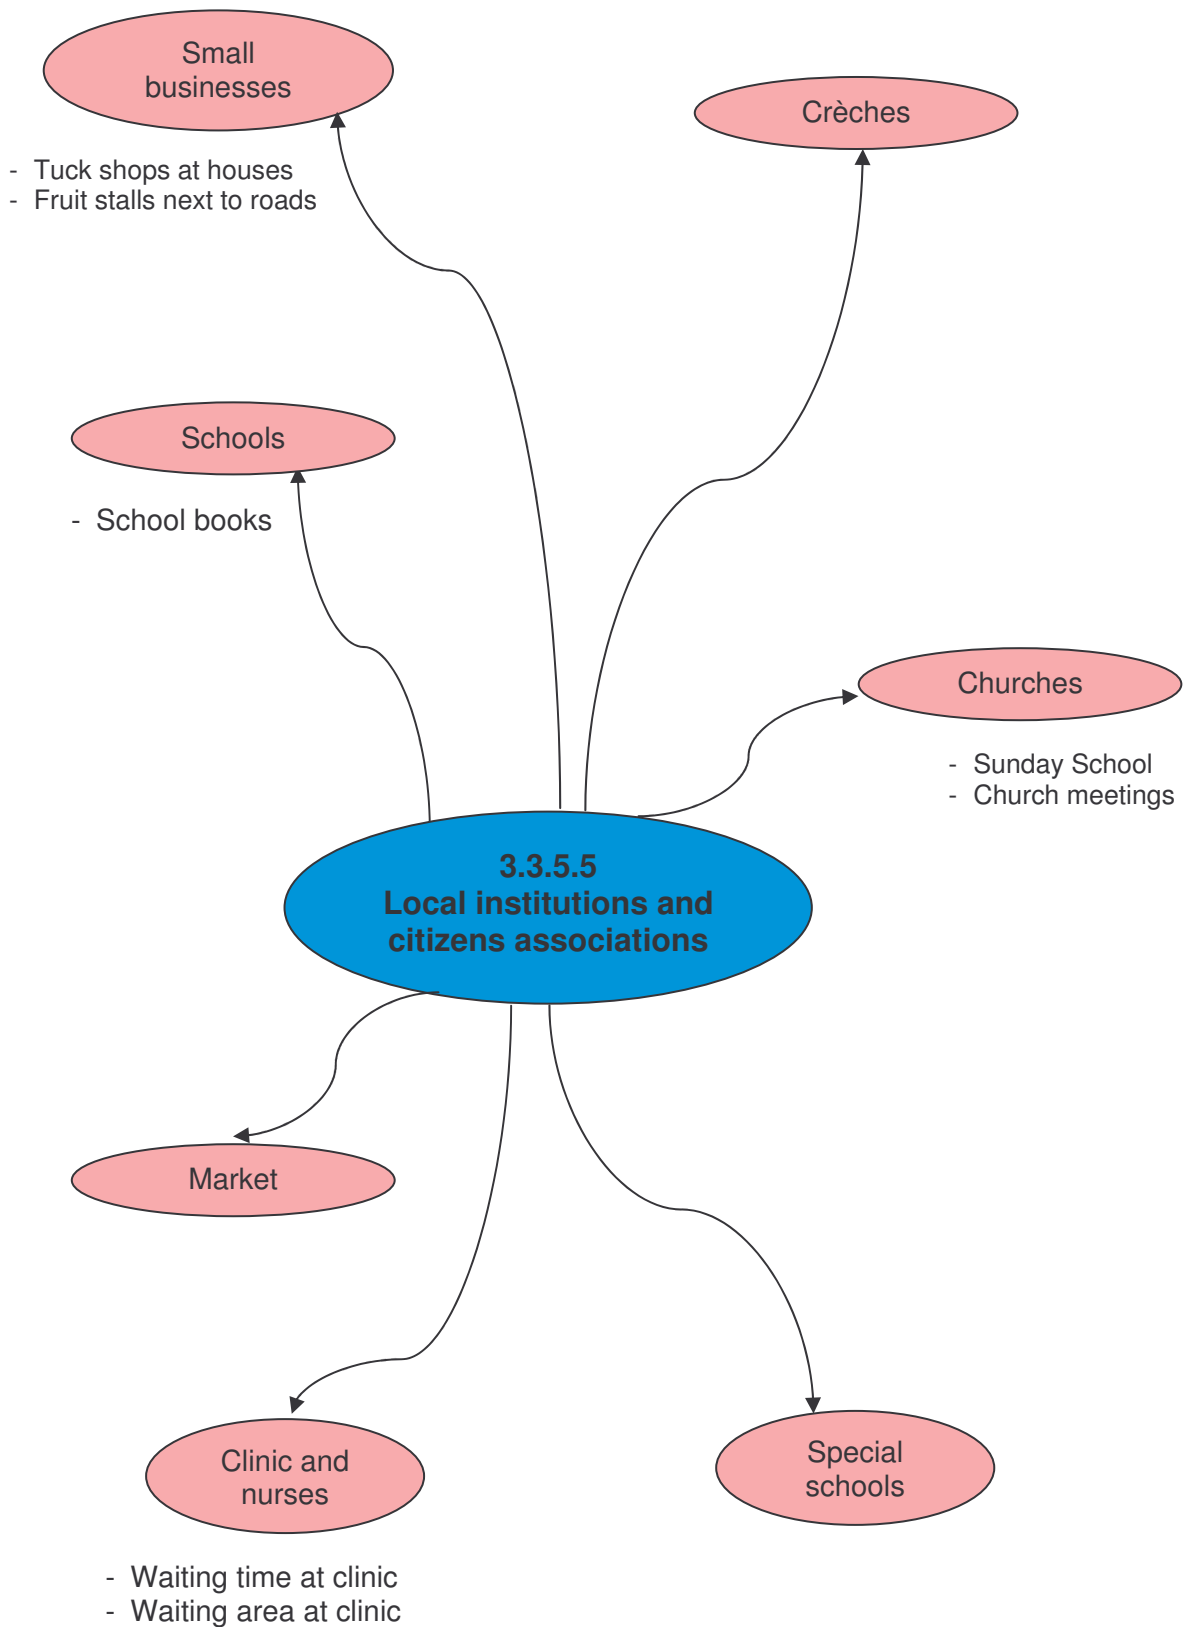 Small
businesses
- Tuck shops at houses
- Fruit stalls next to roads
Crèches
Schools
- School books
Churches
- Sunday School
- Church meetings
3.3.5.5
Local institutions and
citizens associations
Market
Clinic and
nurses
- Waiting time at clinic
- Waiting area at clinic
Special
schools